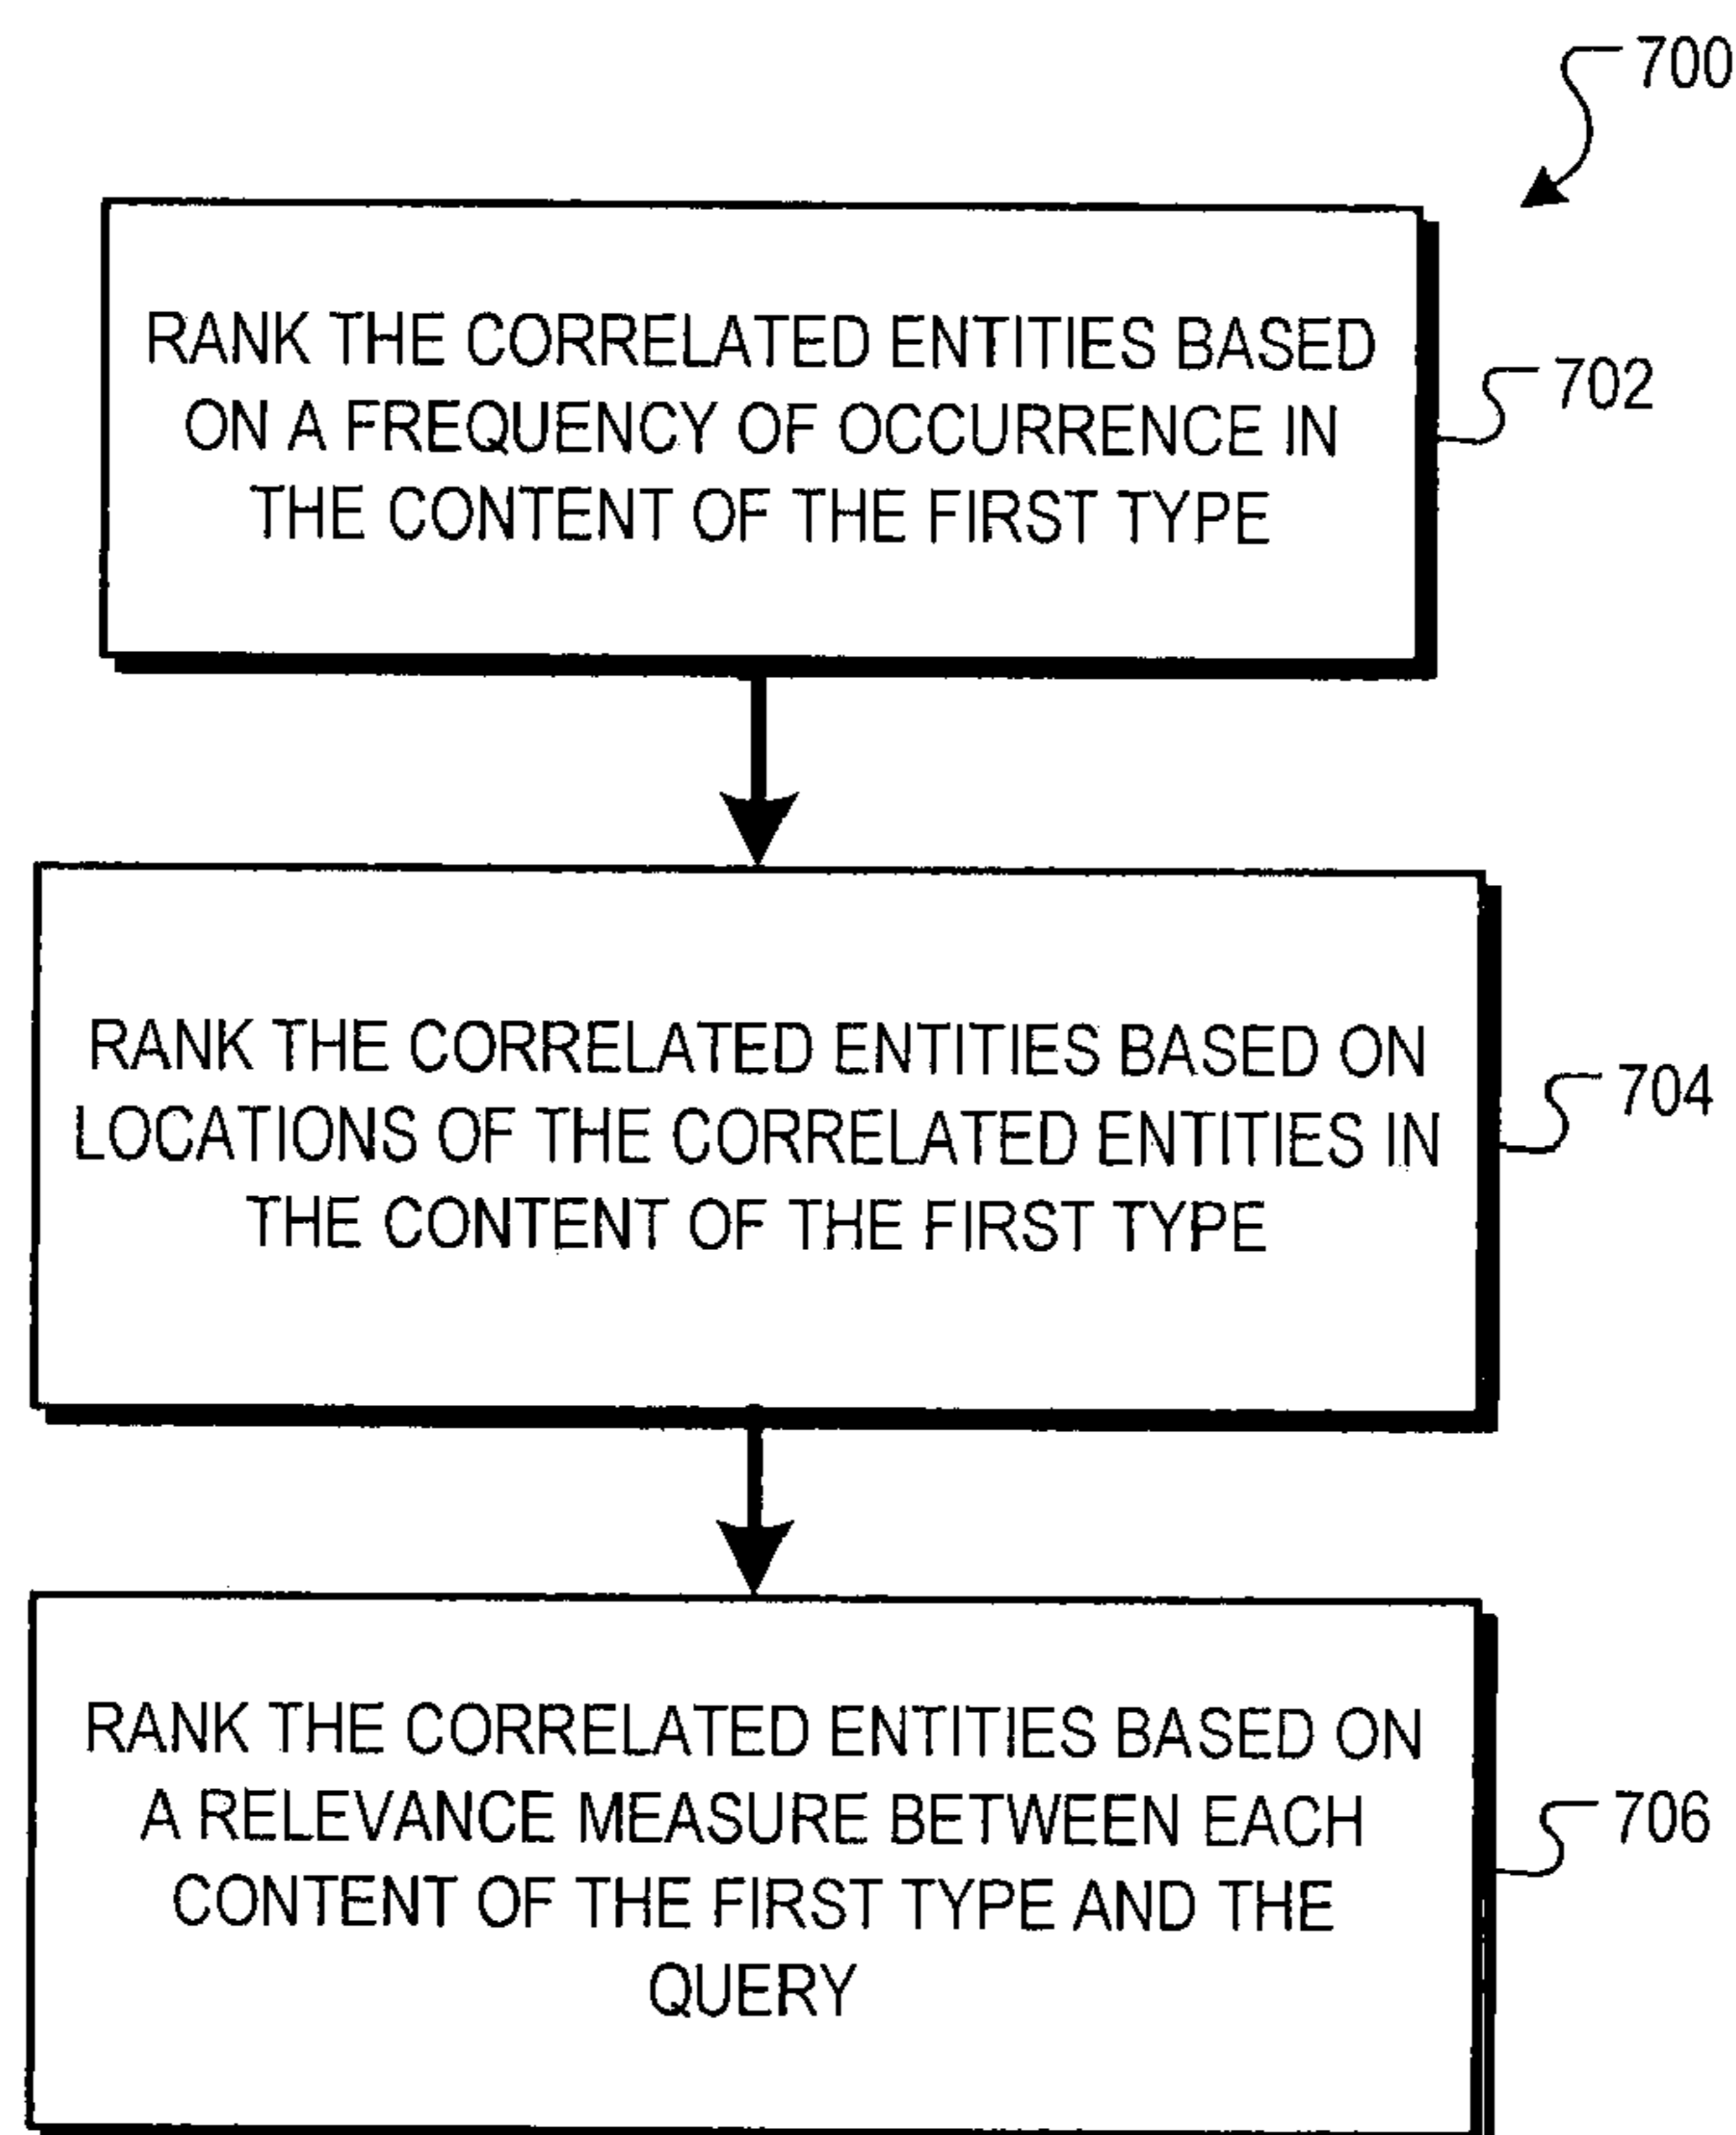 700
RANK THE CORRELATED ENTITIES BASED
ON A FREQUENCY OF OCCURRENCE IN
THE CONTENT OF THE FIRST TYPE
702
RANK THE CORRELATED ENTITIES BASED ON
LOCATIONS OF THE CORRELATED ENTITIES IN
THE CONTENT OF THE FIRST TYPE
704
RANK THE CORRELATED ENTITIES BASED ON
A RELEVANCE MEASURE BETWEEN EACH
CONTENT OF THE FIRST TYPE AND THE
QUERY
706